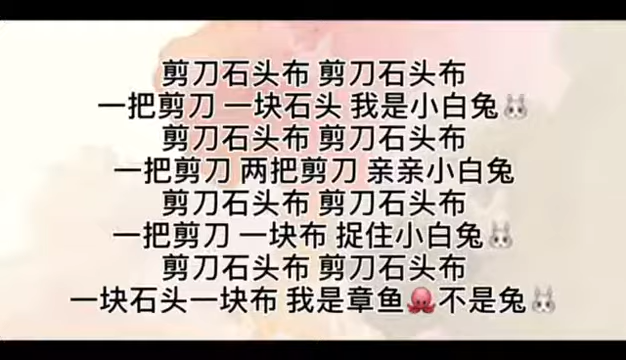 剪刀石头布 剪刀石头布
一把剪刀 一块石头 我是小白兔🐰
剪刀石头布 剪刀石头布
一把剪刀 两把剪刀 亲亲小白兔
剪刀石头布 剪刀石头布
一把剪刀 一块布 捉住小白兔🐰
剪刀石头布 剪刀石头布
一块石头一块布 我是章鱼🐙不是兔🐰